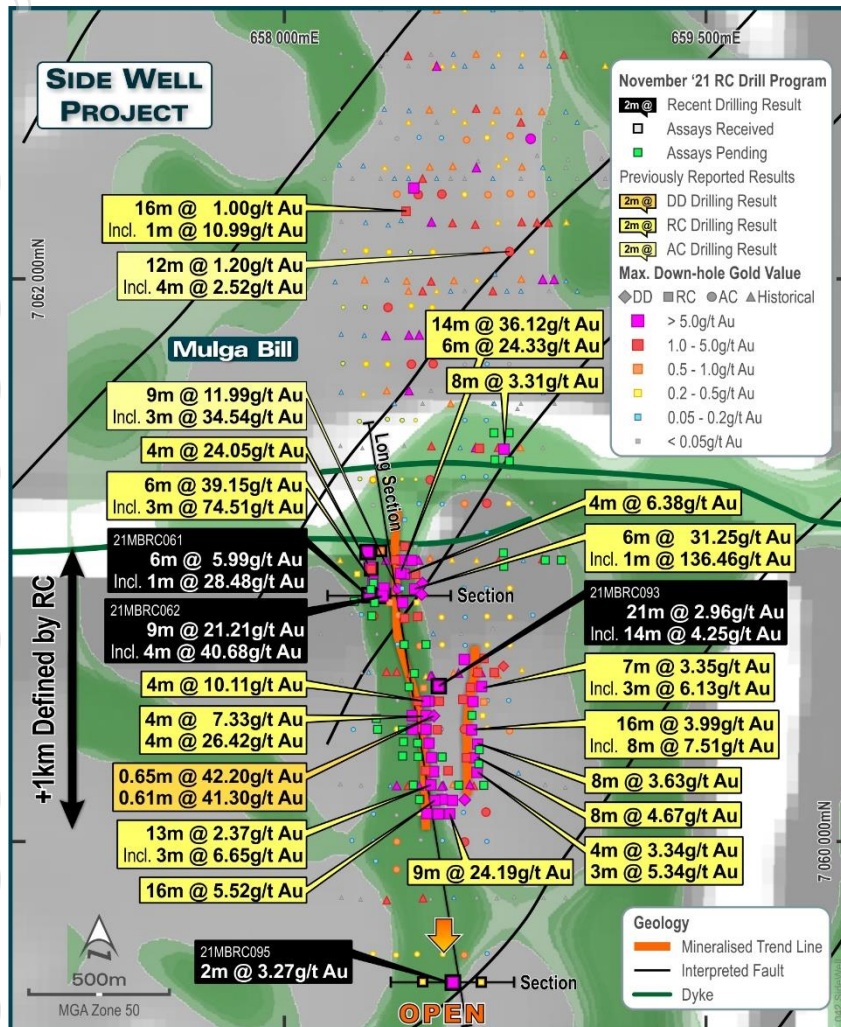 658 000mE
659 500mE
SIDE WELL
PROJECT
November '21 RC Drill Program
2m @ Recent Drilling Result
Assays Received
Assays Pending
Previously Reported Results
2m @ DD Drilling Result
2m @ RC Drilling Result
2m @ AC Drilling Result
Max. Down-hole Gold Value
DD RC AC Historical
> 5.0g/t Au
1.0 - 5.0g/t Au
0.5 - 1.0g/t Au
0.2 - 0.5g/t Au
0.05 - 0.2g/t Au
< 0.05g/t Au
7 062 000mN
16m @ 1.00g/t Au
Incl. 1m @ 10.99g/t Au
12m @ 1.20g/t Au
Incl. 4m @ 2.52g/t Au
Mulga Bill
14m @ 36.12g/t Au
6m @ 24.33g/t Au
8m @ 3.31g/t Au
9m @ 11.99g/t Au
Incl. 3m @ 34.54g/t Au
4m @ 24.05g/t Au
6m @ 39.15g/t Au
Incl. 3m @ 74.51g/t Au
Long Section
21MBRC061
6m @ 5.99g/t Au
Incl. 1m @ 28.48g/t Au
21MBRC062
9m @ 21.21g/t Au
Incl. 4m @ 40.68g/t Au
4m @ 6.38g/t Au
6m @ 31.25g/t Au
Incl. 1m @ 136.46g/t Au
Section
21MBRC093
21m @ 2.96g/t Au
Incl. 14m @ 4.25g/t Au
+1km Defined by RC
4m @ 10.11g/t Au
4m @ 7.33g/t Au
4m @ 26.42g/t Au
0.65m @ 42.20g/t Au
0.61m @ 41.30g/t Au
13m @ 2.37g/t Au
Incl. 3m @ 6.65g/t Au
16m @ 5.52g/t Au
7m @ 3.35g/t Au
Incl. 3m @ 6.13g/t Au
16m @ 3.99g/t Au
Incl. 8m @ 7.51g/t Au
8m @ 3.63g/t Au
8m @ 4.67g/t Au
4m @ 3.34g/t Au
3m @ 5.34g/t Au
9m @ 24.19g/t Au
7 060 000mN
21MBRC095
2m @ 3.27g/t Au
Section
OPEN
500m
MGA Zone 50
Geology
Mineralised Trend Line
Interpreted Fault
Dyke